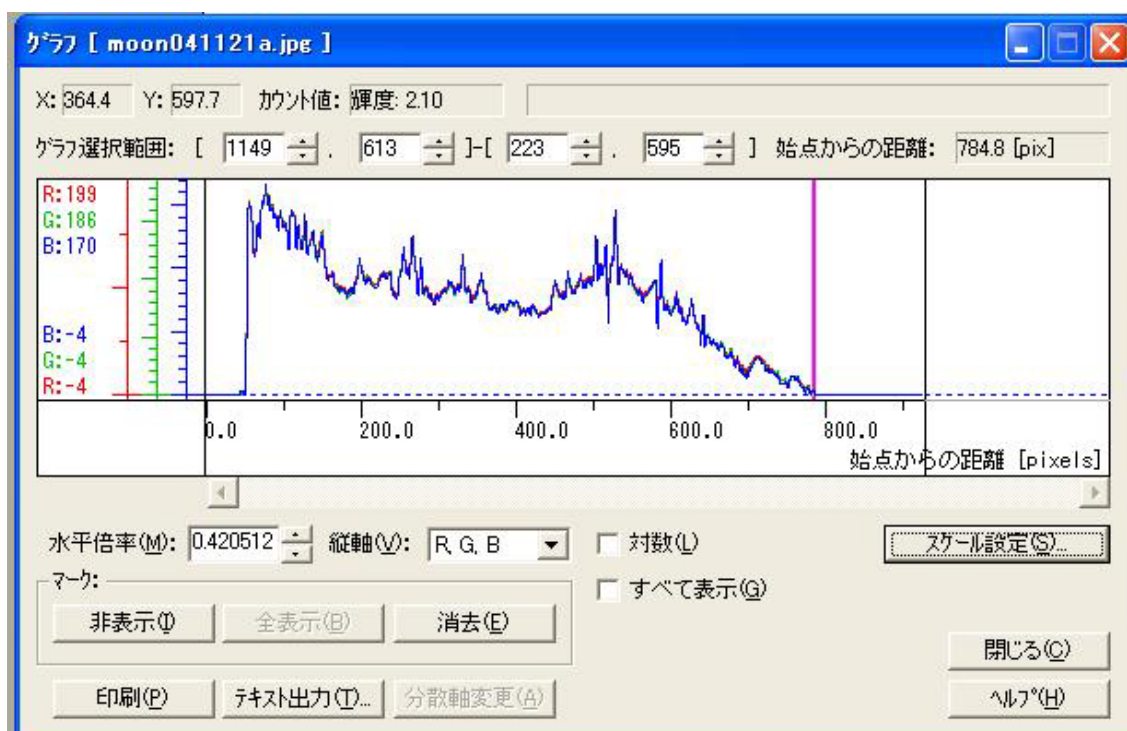 ｸﾞﾗﾌ [ moon041121a.jpg ]
X: 364.4 Y: 597.7 ｶｳﾝﾄ値: 輝度: 2.10
ｸﾞﾗﾌ選択範囲: [ 1149 , 613 ]-[ 223 , 595 ] 始点からの距離: 784.8 [pix]
R:199
G:186
B:170
B:-4
G:-4
R:-4
0.0 200.0 400.0 600.0 800.0
始点からの距離 [pixels]
水平倍率(M): 0.420512 縦軸(V): R, G, B 対数(L) スケール設定(S)...
マーク: すべて表示(G)
非表示(I) 全表示(B) 消去(E)
閉じる(C)
印刷(P) テキスト出力(T)... 分散軸変更(A) ﾍﾙﾌﾟ(H)